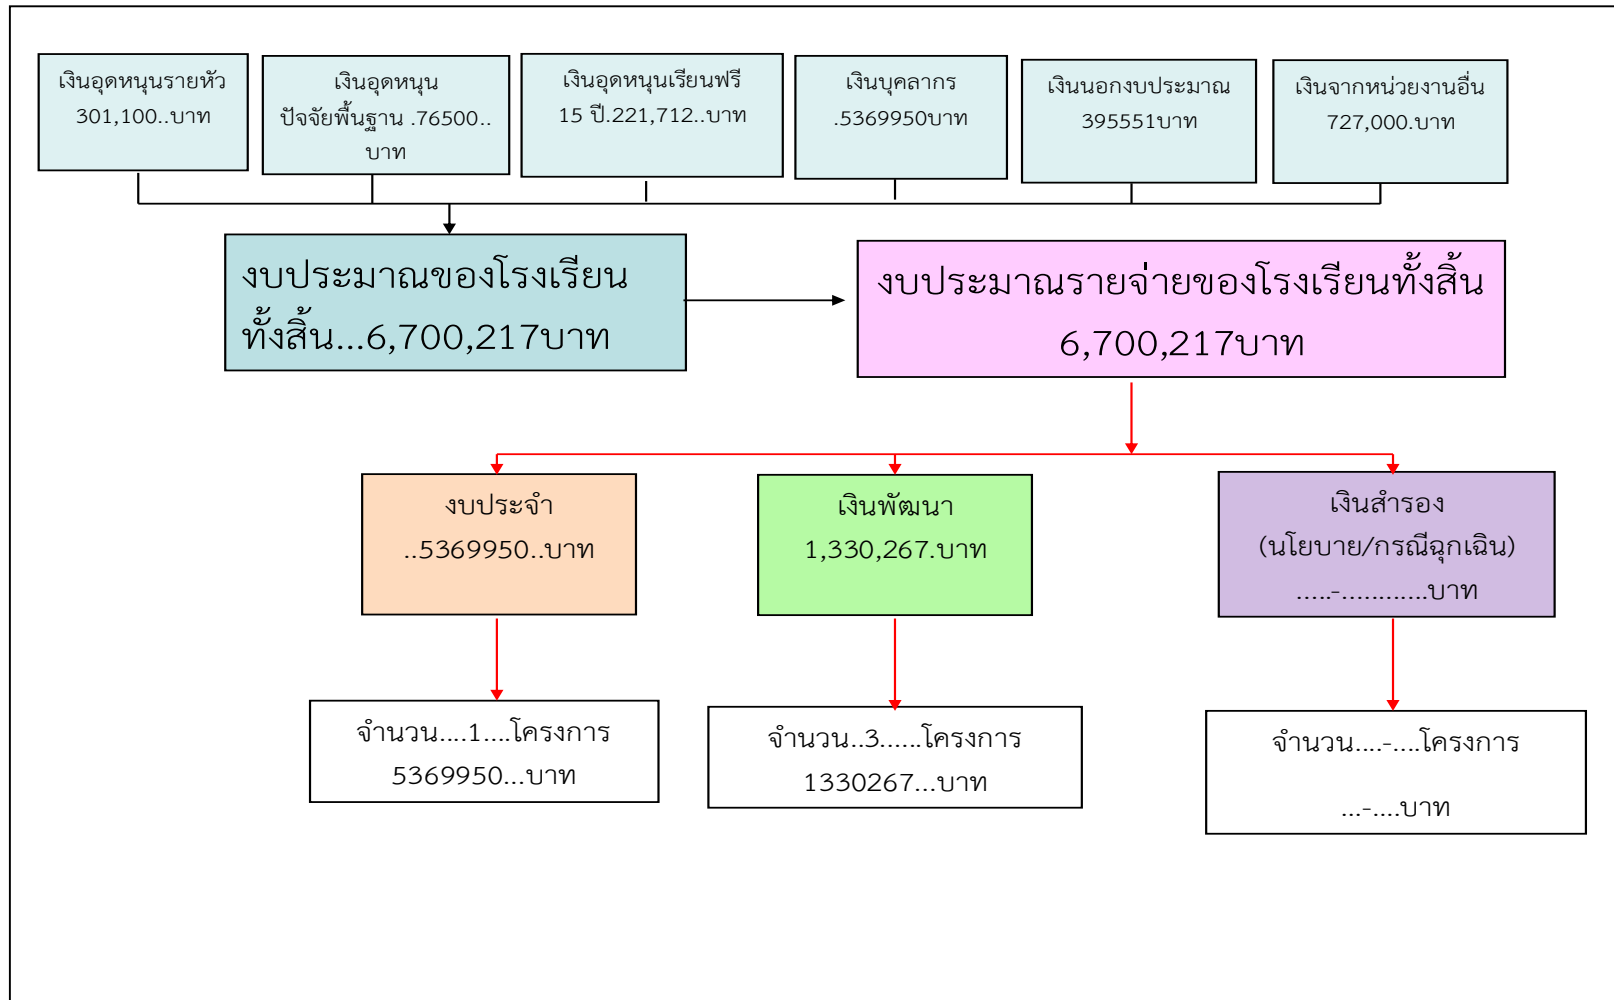 เงินอุดหนุนรายหัว
301,100..บาท
เงินอุดหนุน
ปัจจัยพื้นฐาน .76500..
บาท
เงินอุดหนุนเรียนฟรี
15 ปี.221,712..บาท
เงินบุคลากร
.5369950บาท
เงินนอกงบประมาณ
395551บาท
เงินจากหน่วยงานอื่น
727,000.บาท
งบประมาณของโรงเรียน
ทั้งสิ้น...6,700,217บาท
งบประมาณรายจ่ายของโรงเรียนทั้งสิ้น
6,700,217บาท
งบประจำ
..5369950..บาท
เงินพัฒนา
1,330,267.บาท
เงินสำรอง
(นโยบาย/กรณีฉุกเฉิน)
.....-............บาท
จำนวน....1....โครงการ
5369950...บาท
จำนวน..3......โครงการ
1330267...บาท
จำนวน....-....โครงการ
...-....บาท